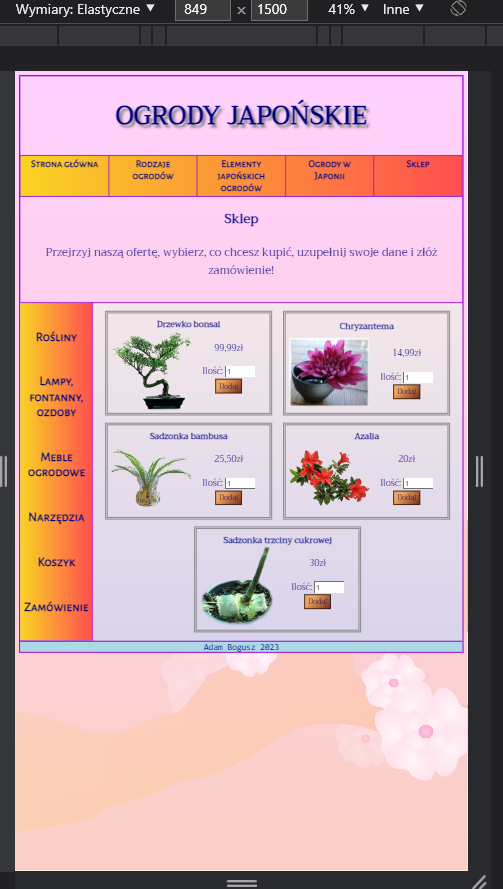 Wymiary: Elastyczne ▼ 849 × 1500 41% ▼ Inne ▼
OGRODY JAPOŃSKIE
Strona główna
Rodzaje
ogrodów
Elementy
japońskich
ogrodów
Ogrody w
Japonii
Sklep
Sklep
Przejrzyj naszą ofertę, wybierz, co chcesz kupić, uzupełnij swoje dane i złóż
zamówienie!
Rośliny
Lampy,
fontanny,
ozdoby
Meble
ogrodowe
Narzędzia
Koszyk
Zamówienie
Drzewko bonsai
99,99zł
Ilość: 1
Dodaj
Chryzantema
14,99zł
Ilość: 1
Dodaj
Sadzonka bambusa
25,50zł
Ilość: 1
Dodaj
Azalia
20zł
Ilość: 1
Dodaj
Sadzonka trzciny cukrowej
30zł
Ilość: 1
Dodaj
Adam Bogusz 2023